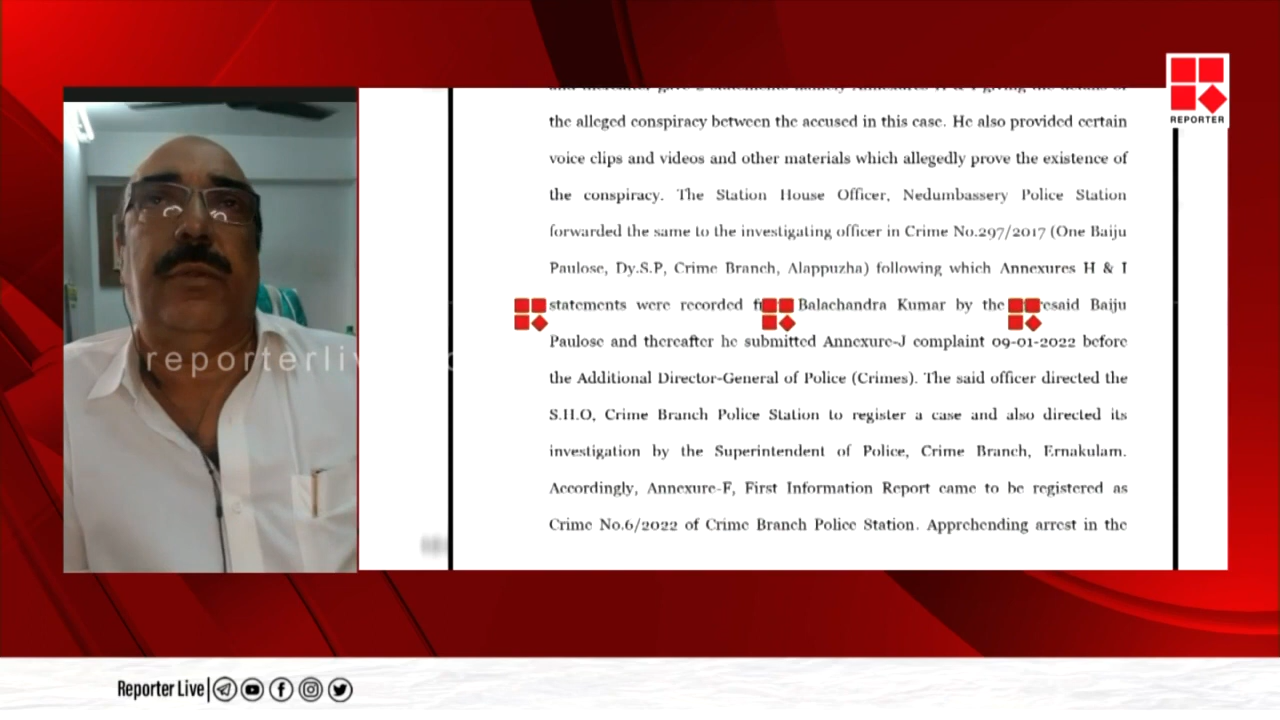 REPORTER
the alleged conspiracy between the accused in this case. He also provided certain
voice clips and videos and other materials which allegedly prove the existence of
the conspiracy. The Station House Officer, Nedumbassery Police Station
forwarded the same to the investigating officer in Crime No.297/2017 (One Baiju
Paulose, Dy.S.P, Crime Branch, Alappuzha) following which Annexures H & I
statements were recorded Balachandra Kumar by the esaid Baiju
Paulose and thereafter he submitted Annexure-J complaint 09-01-2022 before
the Additional Director-General of Police (Crimes). The said officer directed the
S.H.O, Crime Branch Police Station to register a case and also directed its
investigation by the Superintendent of Police, Crime Branch, Ernakulam.
Accordingly, Annexure-F, First Information Report came to be registered as
Crime No.6/2022 of Crime Branch Police Station. Apprehending arrest in the
reporterliv
Reporter Live